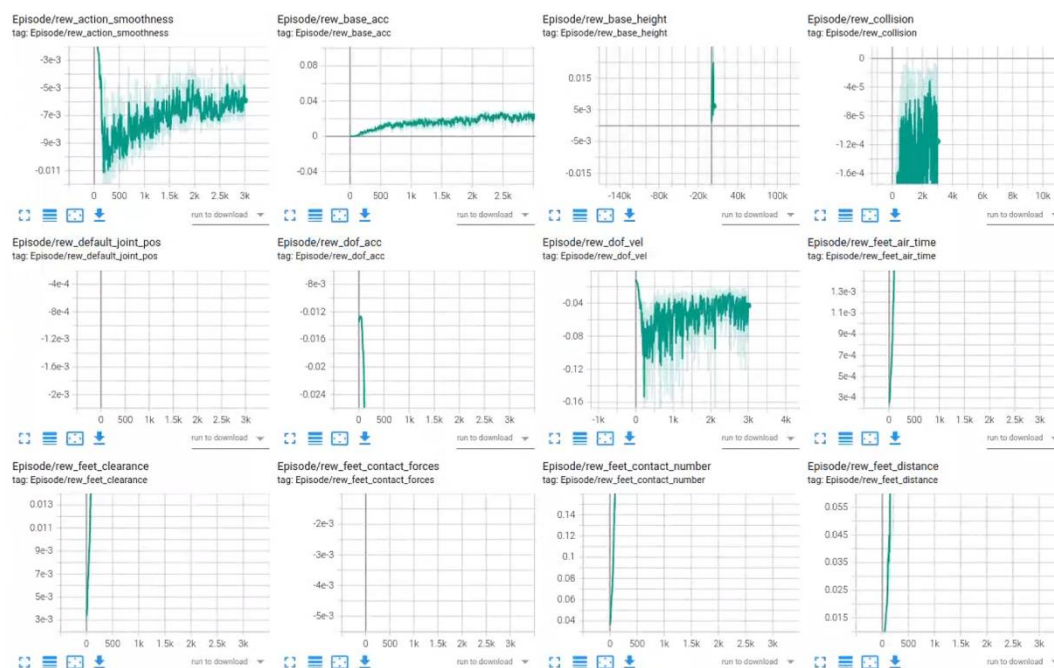 Episode/rew_action_smoothness
tag: Episode/rew_action_smoothness
-3e-3
-5e-3
-7e-3
-9e-3
-0.011
0 500 1k 1.5k 2k 2.5k 3k
run to download
Episode/rew_base_acc
tag: Episode/rew_base_acc
0.08
0.04
0
-0.04
0 500 1k 1.5k 2k 2.5k
run to download
Episode/rew_base_height
tag: Episode/rew_base_height
0.015
5e-3
-5e-3
-0.015
-140k -80k -20k 40k 100k
run to download
Episode/rew_collision
tag: Episode/rew_collision
0
-4e-5
-8e-5
-1.2e-4
-1.6e-4
0 2k 4k 6k 8k 10k
run to download
Episode/rew_default_joint_pos
tag: Episode/rew_default_joint_pos
-4e-4
-8e-4
-1.2e-3
-1.6e-3
-2e-3
0 500 1k 1.5k 2k 2.5k 3k
run to download
Episode/rew_dof_acc
tag: Episode/rew_dof_acc
-8e-3
-0.012
-0.016
-0.02
-0.024
0 500 1k 1.5k 2k 2.5k 3k
run to download
Episode/rew_dof_vel
tag: Episode/rew_dof_vel
-0.04
-0.08
-0.12
-0.16
-1k 0 1k 2k 3k 4k
run to download
Episode/rew_feet_air_time
tag: Episode/rew_feet_air_time
1.3e-3
1.1e-3
9e-4
7e-4
5e-4
3e-4
0 500 1k 1.5k 2k 2.5k 3k
run to download
Episode/rew_feet_clearance
tag: Episode/rew_feet_clearance
0.013
0.011
9e-3
7e-3
5e-3
3e-3
0 500 1k 1.5k 2k 2.5k 3k
run to download
Episode/rew_feet_contact_forces
tag: Episode/rew_feet_contact_forces
-2e-3
-3e-3
-4e-3
-5e-3
0 500 1k 1.5k 2k 2.5k 3k
run to download
Episode/rew_feet_contact_number
tag: Episode/rew_feet_contact_number
0.14
0.12
0.1
0.08
0.06
0.04
0 500 1k 1.5k 2k 2.5k 3k
run to download
Episode/rew_feet_distance
tag: Episode/rew_feet_distance
0.055
0.045
0.035
0.025
0.015
0 500 1k 1.5k 2k 2.5k 3k
run to download